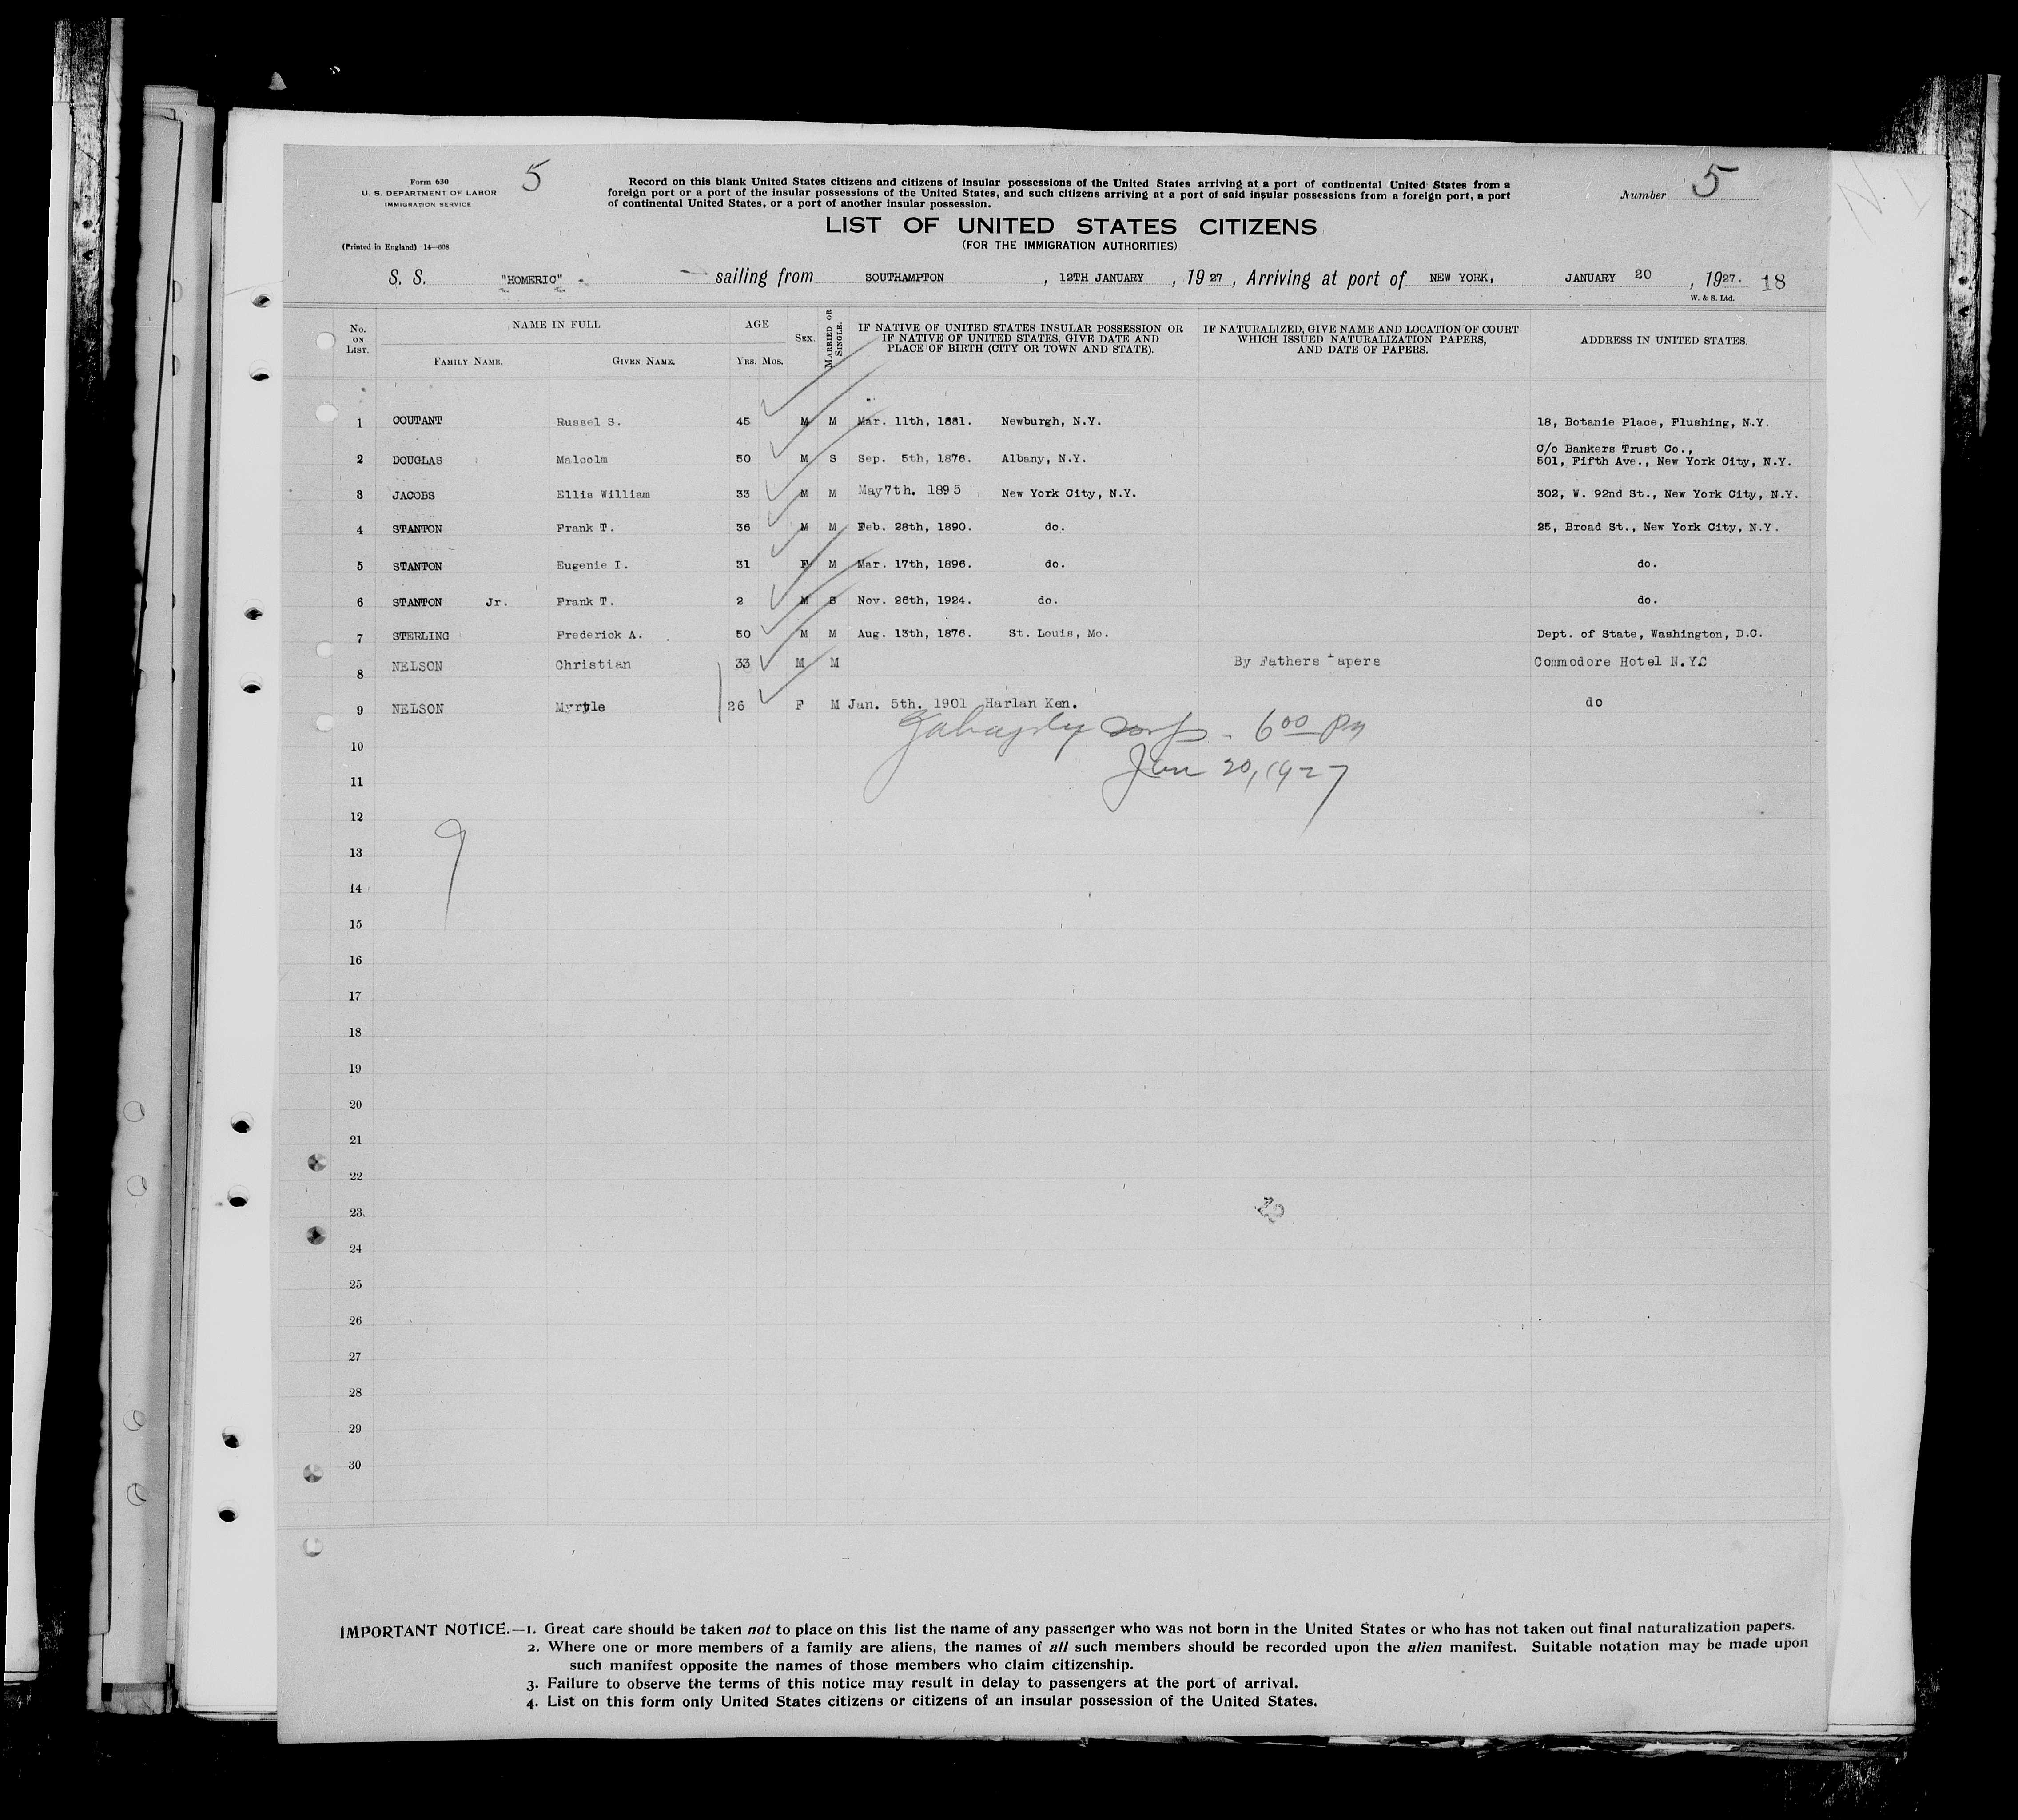 Form 630
U. S. DEPARTMENT OF LABOR
IMMIGRATION SERVICE
(Printed in England) 14—608
5
Record on this blank United States citizens and citizens of insular possessions of the United States arriving at a port of continental United States from a
foreign port or a port of the insular possessions of the United States, and such citizens arriving at a port of said insular possessions from a foreign port, a port
of continental United States, or a port of another insular possession.
Number 5
LIST OF UNITED STATES CITIZENS
(FOR THE IMMIGRATION AUTHORITIES)
S. S. "HOMERIC" sailing from SOUTHAMPTON, 12TH JANUARY, 1927, Arriving at port of NEW YORK, JANUARY 20, 1927. 18
W. & S. Ltd.
No. ON LIST. NAME IN FULL FAMILY NAME. GIVEN NAME. AGE YRS. MOS. SEX. MARRIED OR SINGLE. IF NATIVE OF UNITED STATES INSULAR POSSESSION OR IF NATIVE OF UNITED STATES, GIVE DATE AND PLACE OF BIRTH (CITY OR TOWN AND STATE). IF NATURALIZED, GIVE NAME AND LOCATION OF COURT WHICH ISSUED NATURALIZATION PAPERS, AND DATE OF PAPERS. ADDRESS IN UNITED STATES.
1 COUTANT Russel S. 45 M M Mar. 11th, 1881. Newburgh, N.Y. 18, Botanie Place, Flushing, N.Y.
2 DOUGLAS Malcolm 50 M S Sep. 5th, 1876. Albany, N.Y. C/o Bankers Trust Co., 501, Fifth Ave., New York City, N.Y.
3 JACOBS Ellis William 33 M M May 7th. 1895 New York City, N.Y. 302, W. 92nd St., New York City, N.Y.
4 STANTON Frank T. 36 M M Feb. 28th, 1890. do. 25, Broad St., New York City, N.Y.
5 STANTON Eugenie I. 31 F M Mar. 17th, 1896. do. do.
6 STANTON Jr. Frank T. 2 M S Nov. 26th, 1924. do. do.
7 STERLING Frederick A. 50 M M Aug. 13th, 1876. St. Louis, Mo. Dept. of State, Washington, D.C.
8 NELSON Christian 33 M M By Fathers Papers Commodore Hotel N.Y.C
9 NELSON Myrtle 26 F M Jan. 5th. 1901 Harlan Ken. do
6 00 PM
10
Jan 20, 1927
11
12
9
13
14
15
16
17
18
19
20
21
22
23
24
25
26
27
28
29
30
IMPORTANT NOTICE.—1. Great care should be taken not to place on this list the name of any passenger who was not born in the United States or who has not taken out final naturalization papers.
2. Where one or more members of a family are aliens, the names of all such members should be recorded upon the alien manifest. Suitable notation may be made upon
such manifest opposite the names of those members who claim citizenship.
3. Failure to observe the terms of this notice may result in delay to passengers at the port of arrival.
4. List on this form only United States citizens or citizens of an insular possession of the United States.